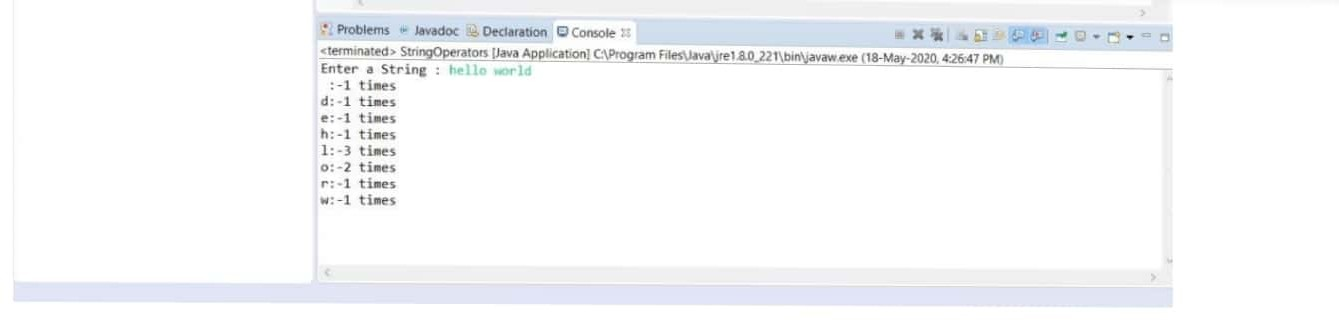 Problems Javadoc Declaration Console
<terminated> StringOperators [Java Application] C:\Program Files\Java\jre1.8.0_221\bin\javaw.exe (18-May-2020, 4:26:47 PM)
Enter a String : hello world
 :-1 times
d:-1 times
e:-1 times
h:-1 times
l:-3 times
o:-2 times
r:-1 times
w:-1 times